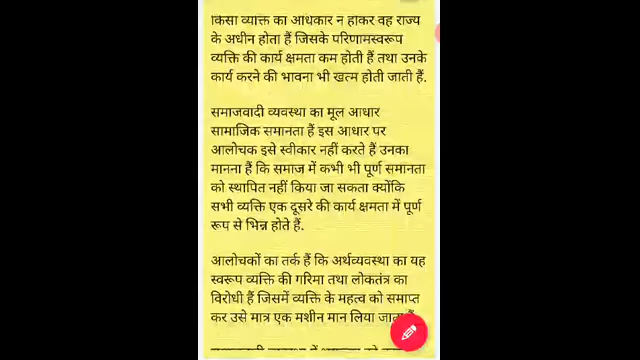 किसी व्यक्ति का अधिकार न होकर वह राज्य
के अधीन होता हैं जिसके परिणामस्वरूप
व्यक्ति की कार्य क्षमता कम होती हैं तथा उनके
कार्य करने की भावना भी खत्म होती जाती हैं.
समाजवादी व्यवस्था का मूल आधार
सामाजिक समानता हैं इस आधार पर
आलोचक इसे स्वीकार नहीं करते हैं उनका
मानना हैं कि समाज में कभी भी पूर्ण समानता
को स्थापित नहीं किया जा सकता क्योंकि
सभी व्यक्ति एक दूसरे की कार्य क्षमता में पूर्ण
रूप से भिन्न होते हैं.
आलोचकों का तर्क हैं कि अर्थव्यवस्था का यह
स्वरूप व्यक्ति की गरिमा तथा लोकतंत्र का
विरोधी हैं जिसमें व्यक्ति के महत्व को समाप्त
कर उसे मात्र एक मशीन मान लिया जाता